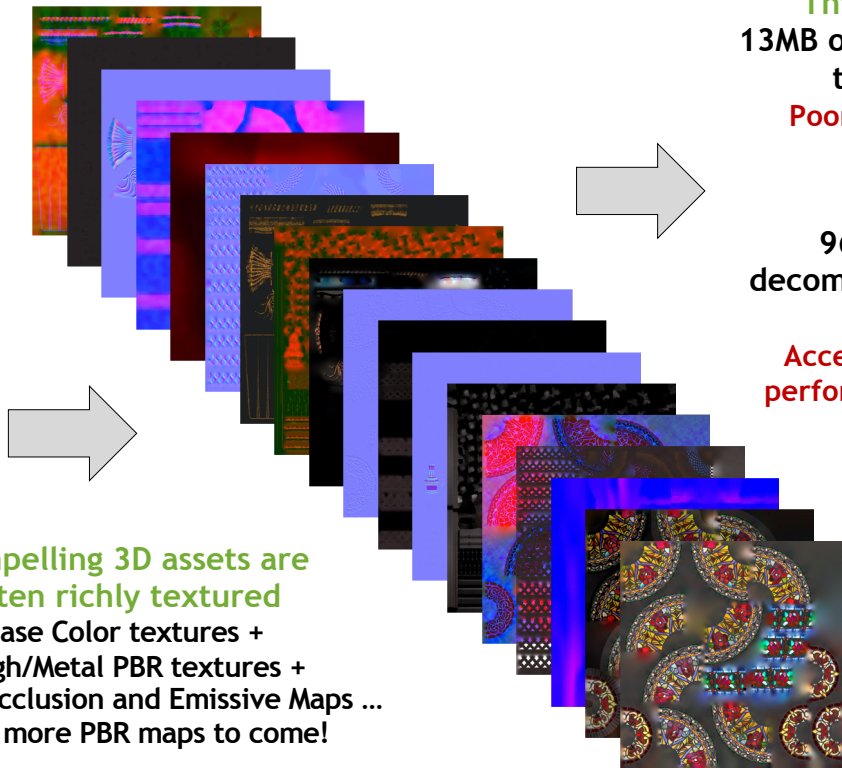 Th
13MB o
t
Poor
96
decom
Acce
perfor
pelling 3D assets are
ten richly textured
ase Color textures +
gh/Metal PBR textures +
cclusion and Emissive Maps ...
more PBR maps to come!